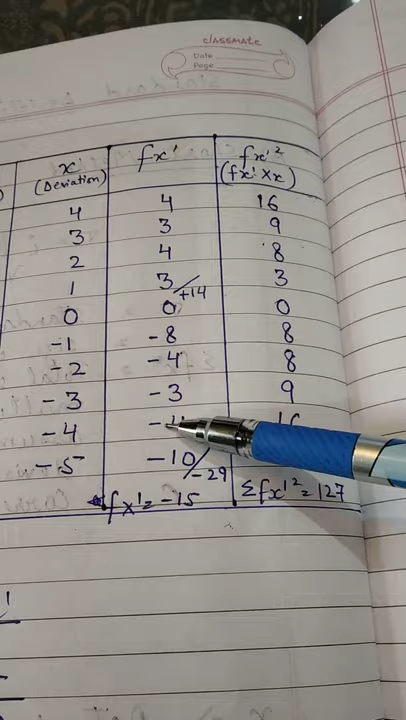 classmate
Date
Page
x' fx' fx'²
(Deviation) (fx' × x)
4 4 16
3 3 9
2 4 8
1 3/+14 3
0 0 0
-1 -8 8
-2 -4 8
-3 -3 9
-4
-5 -10/-29
fx' = -15 Σfx'² = 127